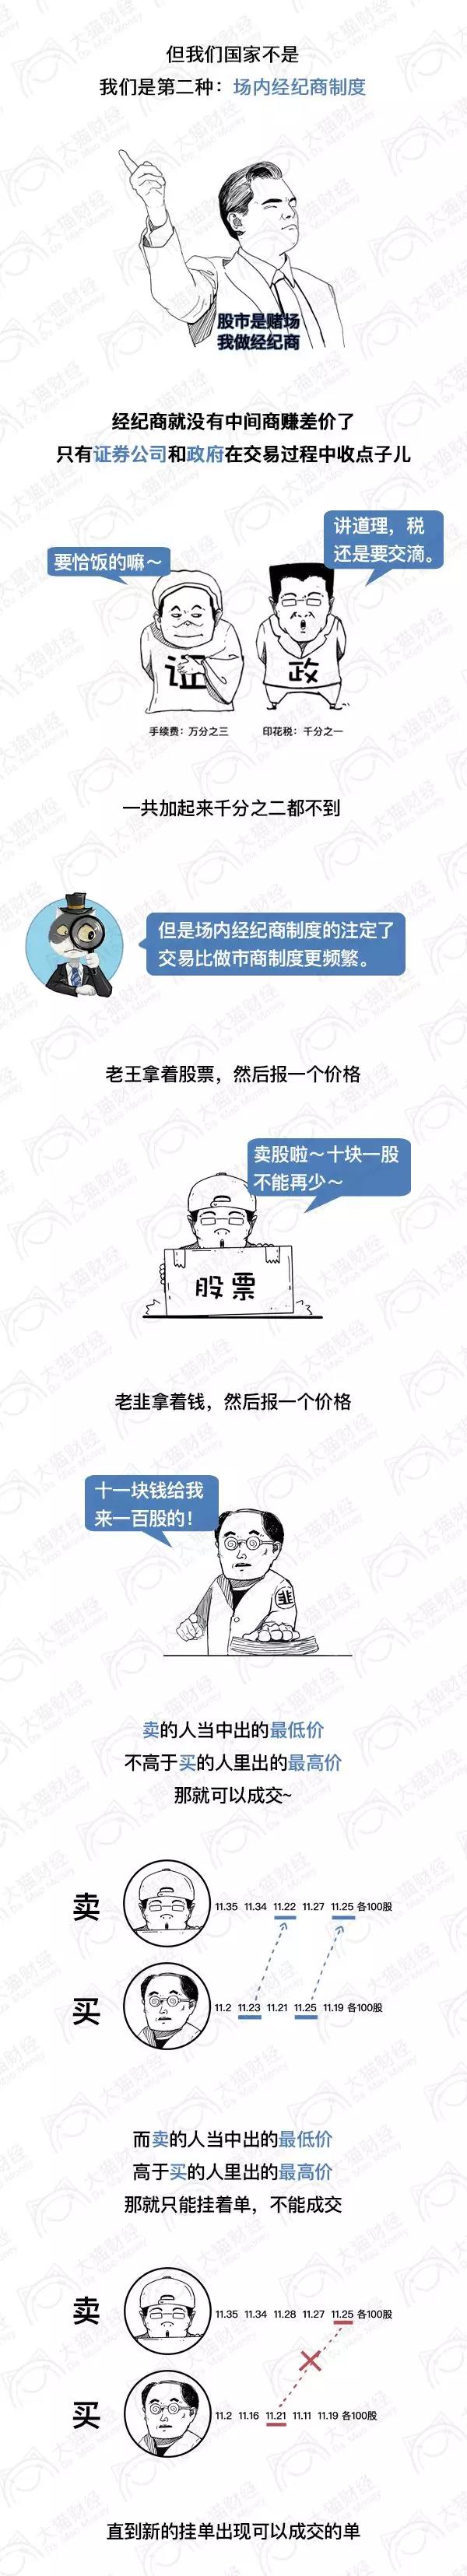 但我们国家不是
我们是第二种：场内经纪商制度
股市是赌场
我做经纪商
经纪商就没有中间商赚差价了
只有证券公司和政府在交易过程中收点子儿
讲道理，税
还是要交滴。
要恰饭的嘛～
证
政
手续费：万分之三
印花税：千分之一
一共加起来千分之二都不到
但是场内经纪商制度的注定了
交易比做市商制度更频繁。
老王拿着股票，然后报一个价格
卖股啦～十块一股
不能再少～
股票
老韭拿着钱，然后报一个价格
十一块钱给我
来一百股的！
韭
卖的人当中出的最低价
不高于买的人里出的最高价
那就可以成交~
卖
11.35 11.34 11.22 11.27 11.25 各100股
买
11.2 11.23 11.21 11.25 11.19 各100股
而卖的人当中出的最低价
高于买的人里出的最高价
那就只能挂着单，不能成交
卖
11.35 11.34 11.28 11.27 11.25 各100股
买
11.2 11.16 11.21 11.11 11.19 各100股
直到新的挂单出现可以成交的单
大猫财经
Da Mao Money